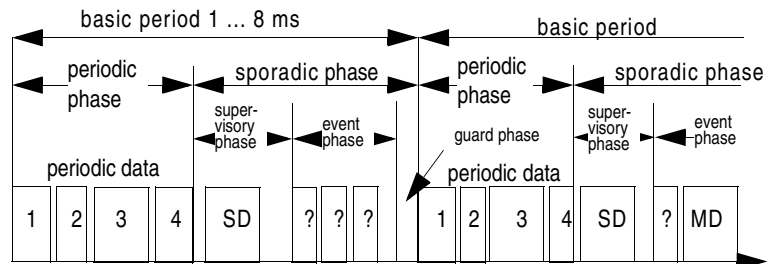 basic period 1 ... 8 ms
basic period
periodic phase
sporadic phase
periodic phase
sporadic phase
super-
visory
phase
event
phase
guard phase
super-
visory
phase
event
phase
periodic data
periodic data
1 2 3 4 SD ? ? ? 1 2 3 4 SD ? MD